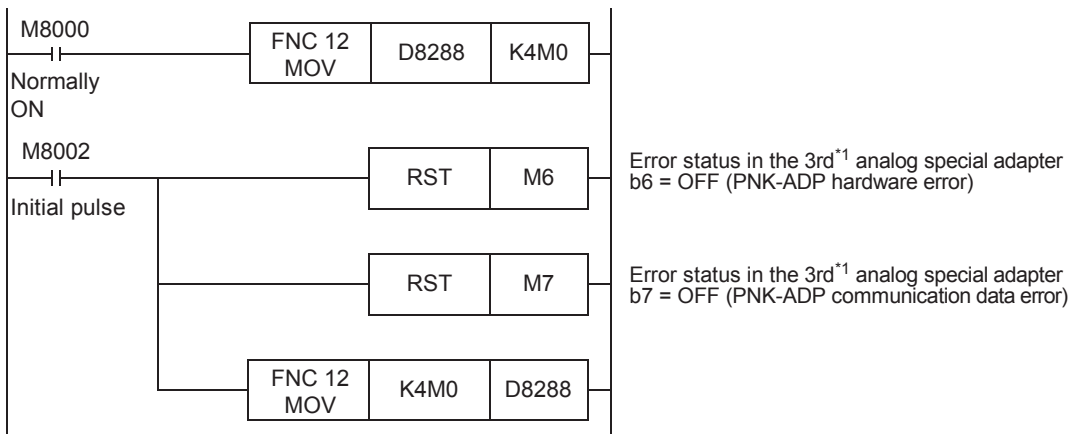 M8000
Normally
ON
FNC 12
MOV
D8288
K4M0
M8002
Initial pulse
RST
M6
Error status in the 3rd*1 analog special adapter
b6 = OFF (PNK-ADP hardware error)
RST
M7
Error status in the 3rd*1 analog special adapter
b7 = OFF (PNK-ADP communication data error)
FNC 12
MOV
K4M0
D8288